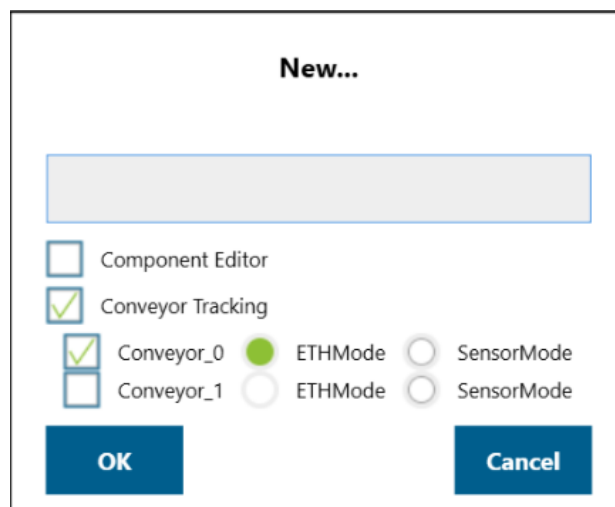 New...
Component Editor
Conveyor Tracking
Conveyor_0 ETHMode SensorMode
Conveyor_1 ETHMode SensorMode
OK Cancel